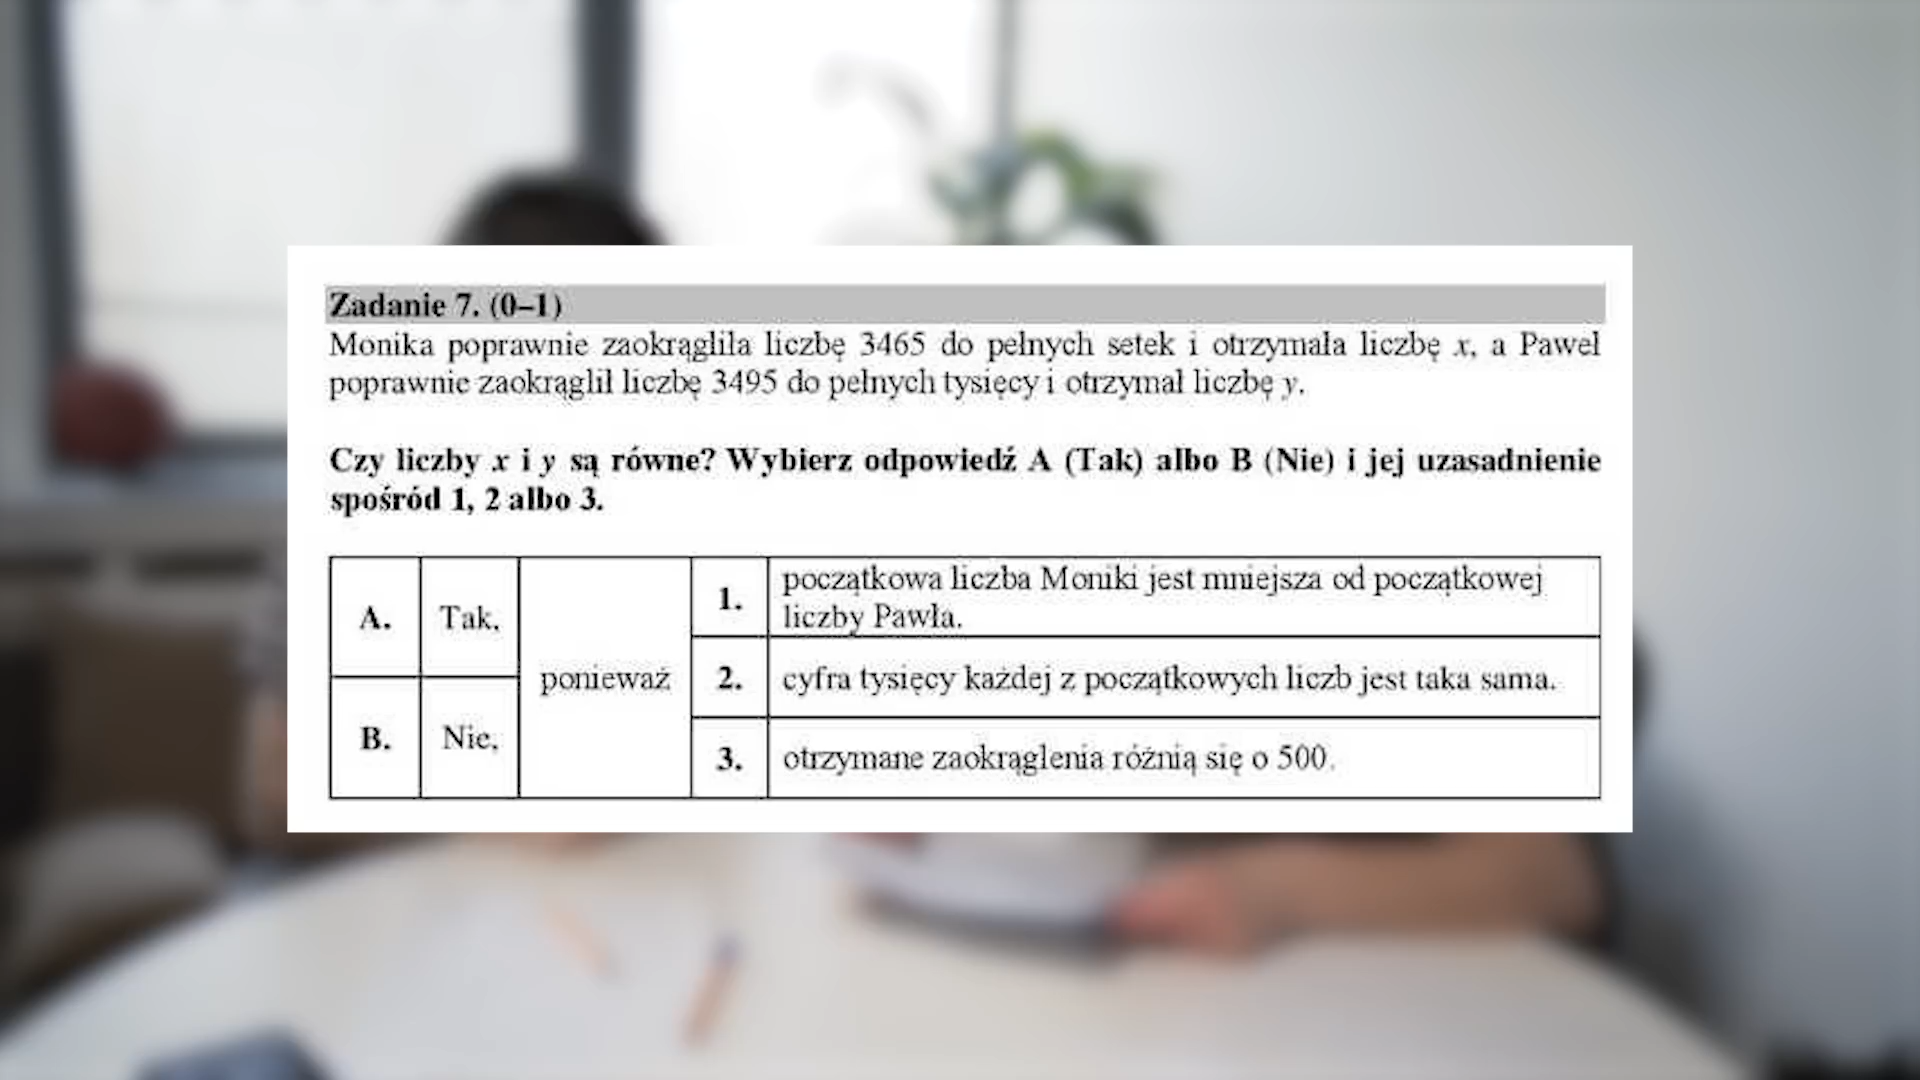 Zadanie 7. (0–1)
Monika poprawnie zaokrągliła liczbę 3465 do pełnych setek i otrzymała liczbę x, a Paweł
poprawnie zaokrąglił liczbę 3495 do pełnych tysięcy i otrzymał liczbę y.
Czy liczby x i y są równe? Wybierz odpowiedź A (Tak) albo B (Nie) i jej uzasadnienie
spośród 1, 2 albo 3.
A.
Tak,
B.
Nie,
ponieważ
1.
początkowa liczba Moniki jest mniejsza od początkowej
liczby Pawła.
2.
cyfra tysięcy każdej z początkowych liczb jest taka sama.
3.
otrzymane zaokrąglenia różnią się o 500.